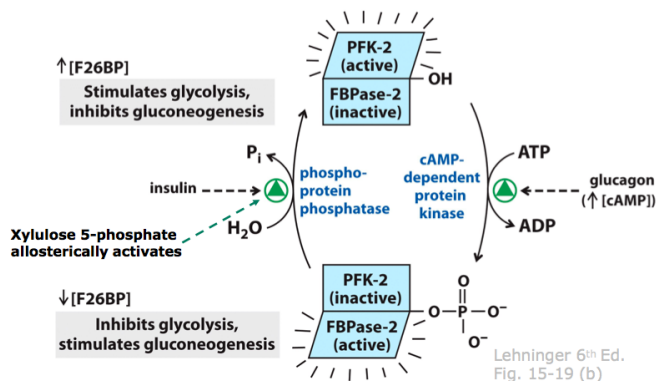 ↑[F26BP]
Stimulates glycolysis,
inhibits gluconeogenesis
PFK-2
(active)
OH
FBPase-2
(inactive)
Pi
phospho-
protein
phosphatase
cAMP-
dependent
protein
kinase
ATP
insulin
glucagon
(↑ [cAMP])
H2O
ADP
Xylulose 5-phosphate
allosterically activates
↓[F26BP]
Inhibits glycolysis,
stimulates gluconeogenesis
PFK-2
(inactive)
FBPase-2
(active)
O
O–P–O−
O−
Lehninger 6th Ed.
Fig. 15-19 (b)